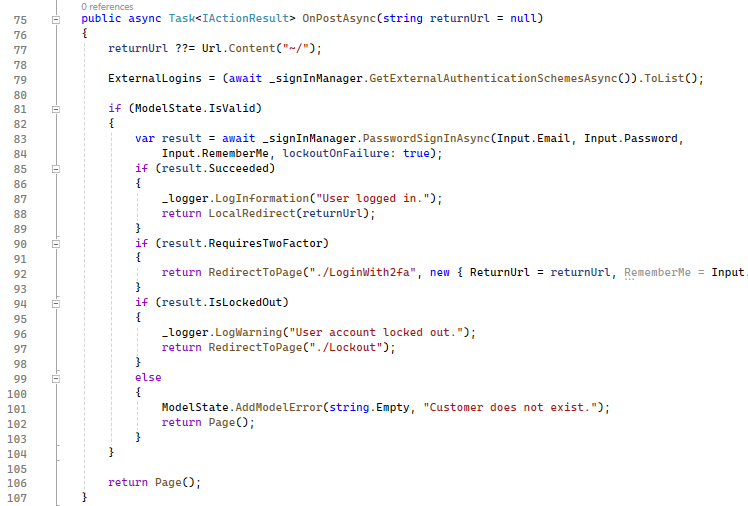 0 references
75 public async Task<IActionResult> OnPostAsync(string returnUrl = null)
76 {
77 returnUrl ??= Url.Content("~/");
78
79 ExternalLogins = (await _signInManager.GetExternalAuthenticationSchemesAsync()).ToList();
80
81 if (ModelState.IsValid)
82 {
83 var result = await _signInManager.PasswordSignInAsync(Input.Email, Input.Password,
84 Input.RememberMe, lockoutOnFailure: true);
85 if (result.Succeeded)
86 {
87 _logger.LogInformation("User logged in.");
88 return LocalRedirect(returnUrl);
89 }
90 if (result.RequiresTwoFactor)
91 {
92 return RedirectToPage("./LoginWith2fa", new { ReturnUrl = returnUrl, RememberMe = Input.
93 }
94 if (result.IsLockedOut)
95 {
96 _logger.LogWarning("User account locked out.");
97 return RedirectToPage("./Lockout");
98 }
99 else
100 {
101 ModelState.AddModelError(string.Empty, "Customer does not exist.");
102 return Page();
103 }
104 }
105
106 return Page();
107 }